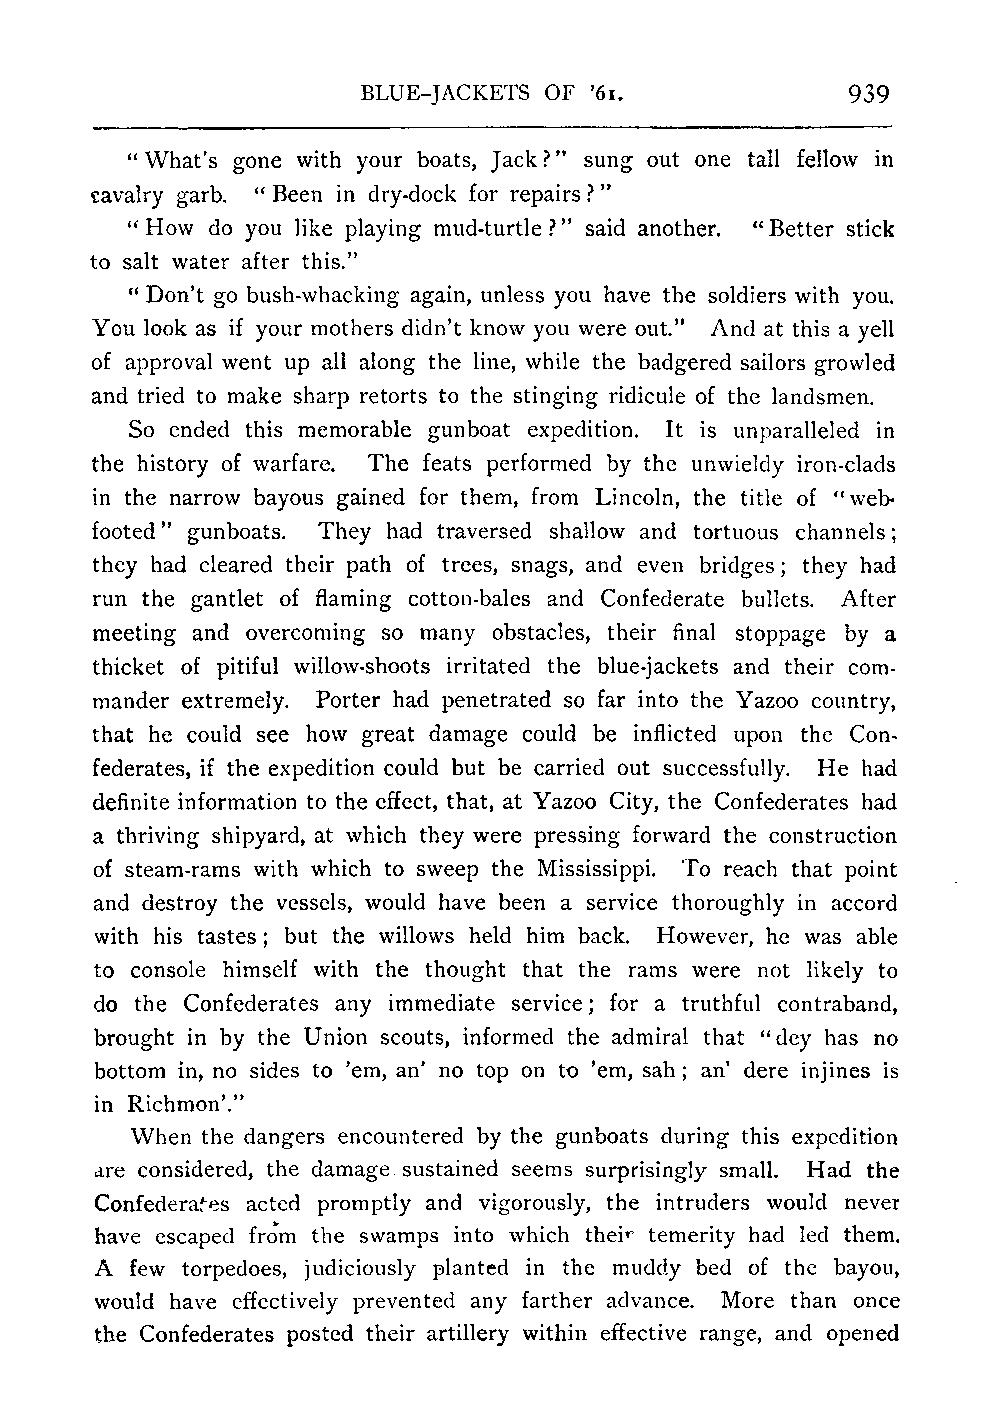 BLUE-JACKETS OF '61. 939
"What's gone with your boats, Jack?" sung out one tall fellow in
cavalry garb. "Been in dry-dock for repairs?"
"How do you like playing mud-turtle?" said another. "Better stick
to salt water after this."
"Don't go bush-whacking again, unless you have the soldiers with you.
You look as if your mothers didn't know you were out." And at this a yell
of approval went up all along the line, while the badgered sailors growled
and tried to make sharp retorts to the stinging ridicule of the landsmen.
So ended this memorable gunboat expedition. It is unparalleled in
the history of warfare. The feats performed by the unwieldy iron-clads
in the narrow bayous gained for them, from Lincoln, the title of "web-
footed" gunboats. They had traversed shallow and tortuous channels;
they had cleared their path of trees, snags, and even bridges; they had
run the gantlet of flaming cotton-bales and Confederate bullets. After
meeting and overcoming so many obstacles, their final stoppage by a
thicket of pitiful willow-shoots irritated the blue-jackets and their com-
mander extremely. Porter had penetrated so far into the Yazoo country,
that he could see how great damage could be inflicted upon the Con-
federates, if the expedition could but be carried out successfully. He had
definite information to the effect, that, at Yazoo City, the Confederates had
a thriving shipyard, at which they were pressing forward the construction
of steam-rams with which to sweep the Mississippi. To reach that point
and destroy the vessels, would have been a service thoroughly in accord
with his tastes; but the willows held him back. However, he was able
to console himself with the thought that the rams were not likely to
do the Confederates any immediate service; for a truthful contraband,
brought in by the Union scouts, informed the admiral that "dey has no
bottom in, no sides to 'em, an' no top on to 'em, sah; an' dere injines is
in Richmon'."
When the dangers encountered by the gunboats during this expedition
are considered, the damage sustained seems surprisingly small. Had the
Confederates acted promptly and vigorously, the intruders would never
have escaped from the swamps into which their temerity had led them.
A few torpedoes, judiciously planted in the muddy bed of the bayou,
would have effectively prevented any farther advance. More than once
the Confederates posted their artillery within effective range, and opened